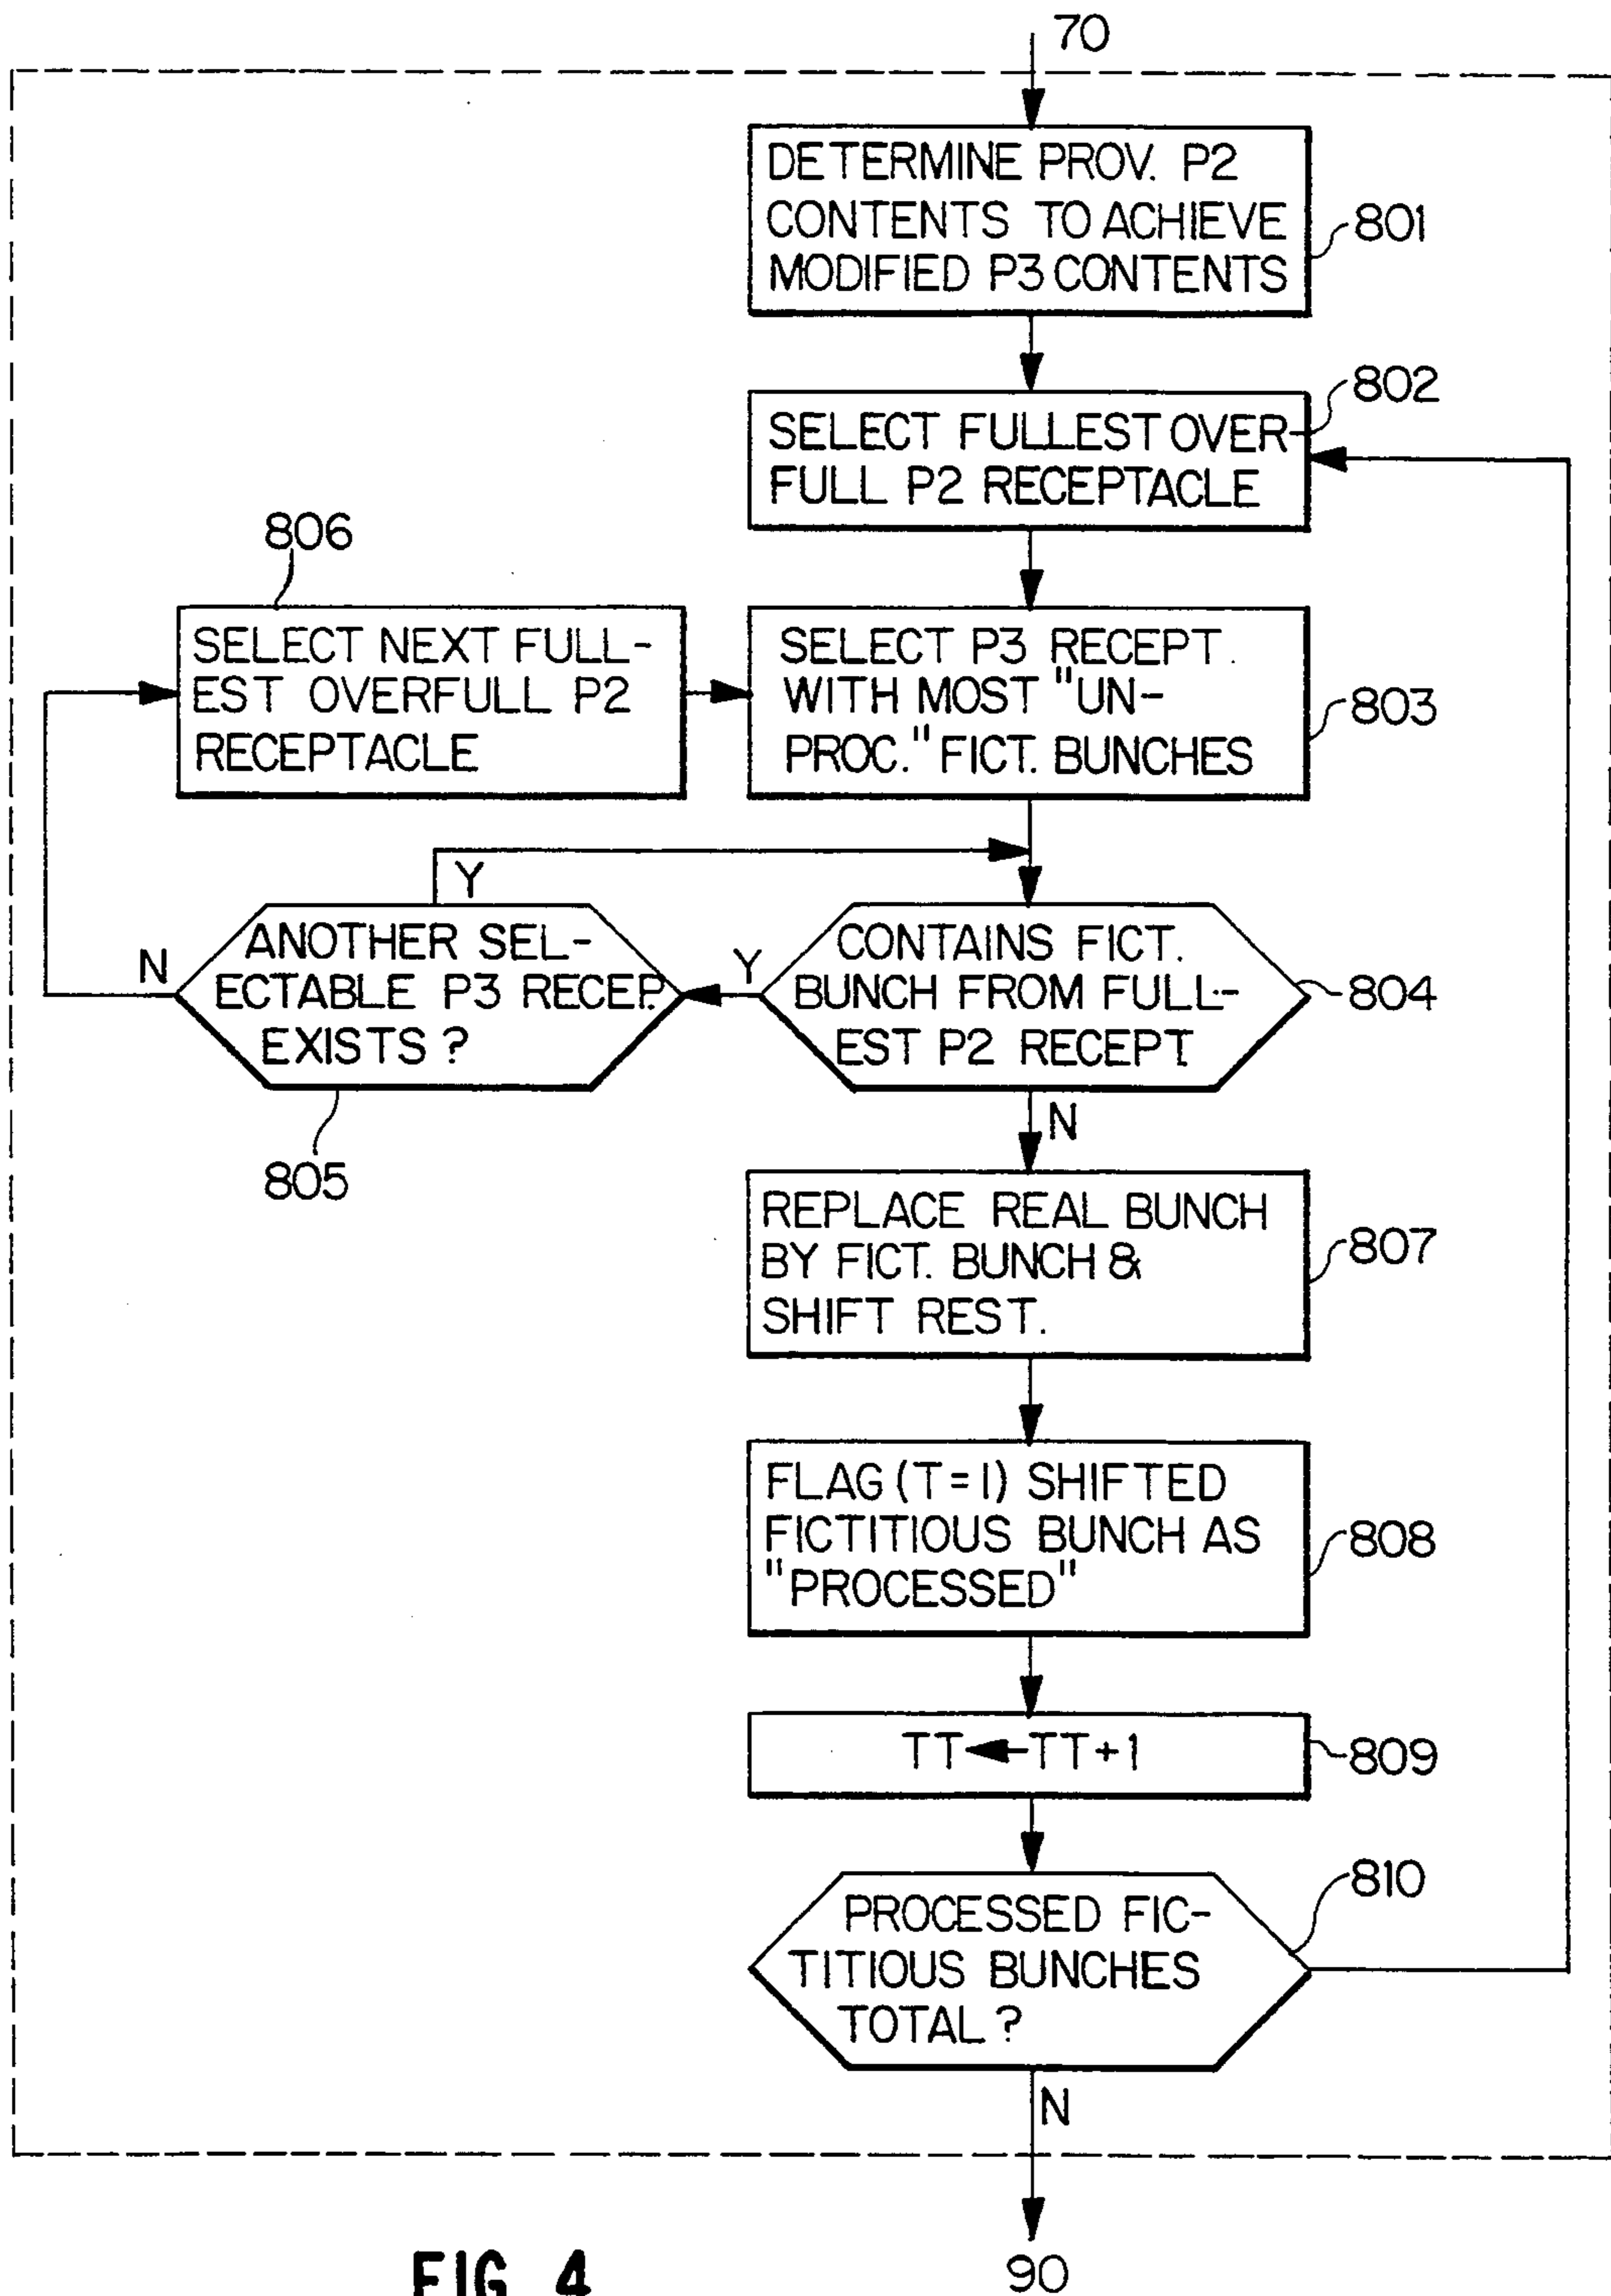 70
DETERMINE PROV. P2
CONTENTS TO ACHIEVE
MODIFIED P3 CONTENTS
801
802
SELECT FULLEST OVER-
FULL P2 RECEPTACLE
806
SELECT NEXT FULL-
EST OVERFULL P2
RECEPTACLE
SELECT P3 RECEPT.
WITH MOST "UN-
PROC." FICT. BUNCHES
803
Y
ANOTHER SEL-
ECTABLE P3 RECEP.
EXISTS ?
N
805
Y
CONTAINS FICT.
BUNCH FROM FULL-
EST P2 RECEPT.
804
N
REPLACE REAL BUNCH
BY FICT. BUNCH &
SHIFT REST.
807
FLAG (T=1) SHIFTED
FICTITIOUS BUNCH AS
"PROCESSED"
808
TT←TT+1
809
810
PROCESSED FIC-
TITIOUS BUNCHES
TOTAL ?
N
90
FIG. 4